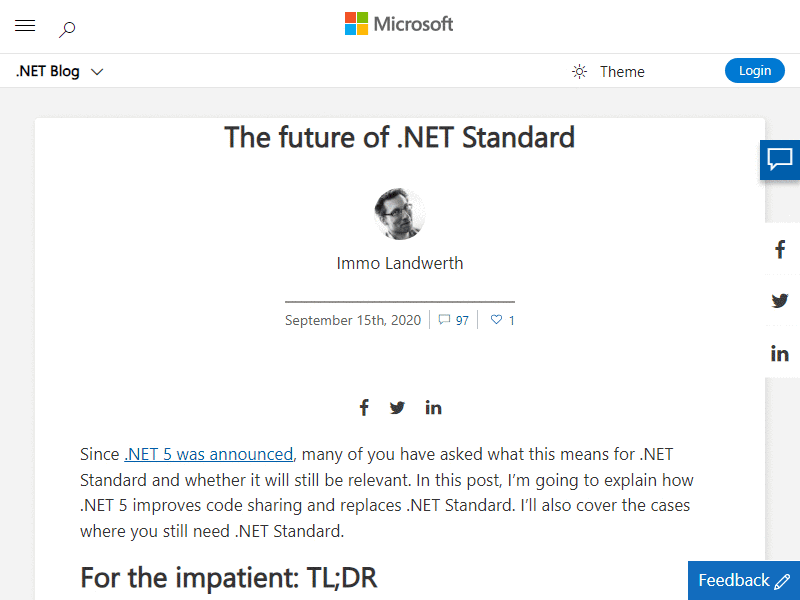 Microsoft
.NET Blog
Theme
Login
The future of .NET Standard
Immo Landwerth
September 15th, 2020
97
1
Since .NET 5 was announced, many of you have asked what this means for .NET
Standard and whether it will still be relevant. In this post, I’m going to explain how
.NET 5 improves code sharing and replaces .NET Standard. I’ll also cover the cases
where you still need .NET Standard.
For the impatient: TL;DR
Feedback